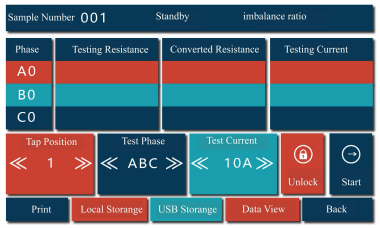 Sample Number 001 Standby imbalance ratio
Phase Testing Resistance Converted Resistance Testing Current
A0
B0
C0
Tap Position Test Phase Test Current
≪ 1 ≫ ≪ ABC ≫ ≪ 10A ≫ Unlock Start
Print Local Storange USB Storange Data View Back